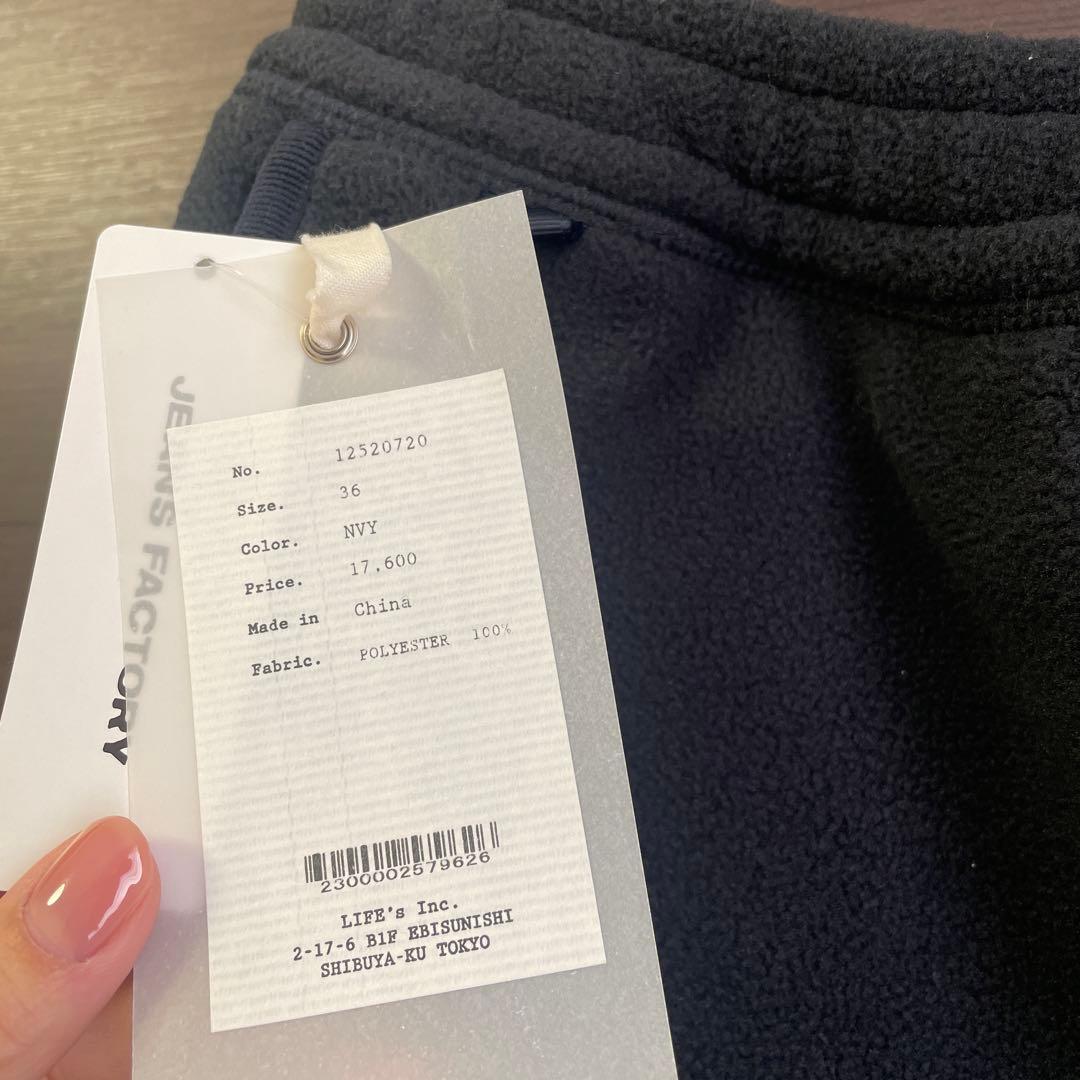 JEANS FACTORY
ORY
No. 12520720
Size. 36
Color. NVY
Price. 17,600
Made in China
Fabric. POLYESTER 100%
2300002579626
LIFE's Inc.
2-17-6 B1F EBISUNISHI
SHIBUYA-KU TOKYO